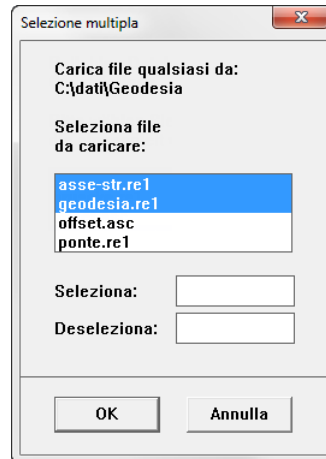 Selezione multipla
Carica file qualsiasi da:
C:\dati\Geodesia
Seleziona file
da caricare:
asse-str.re1
geodesia.re1
offset.asc
ponte.re1
Seleziona:
Deseleziona:
OK
Annulla